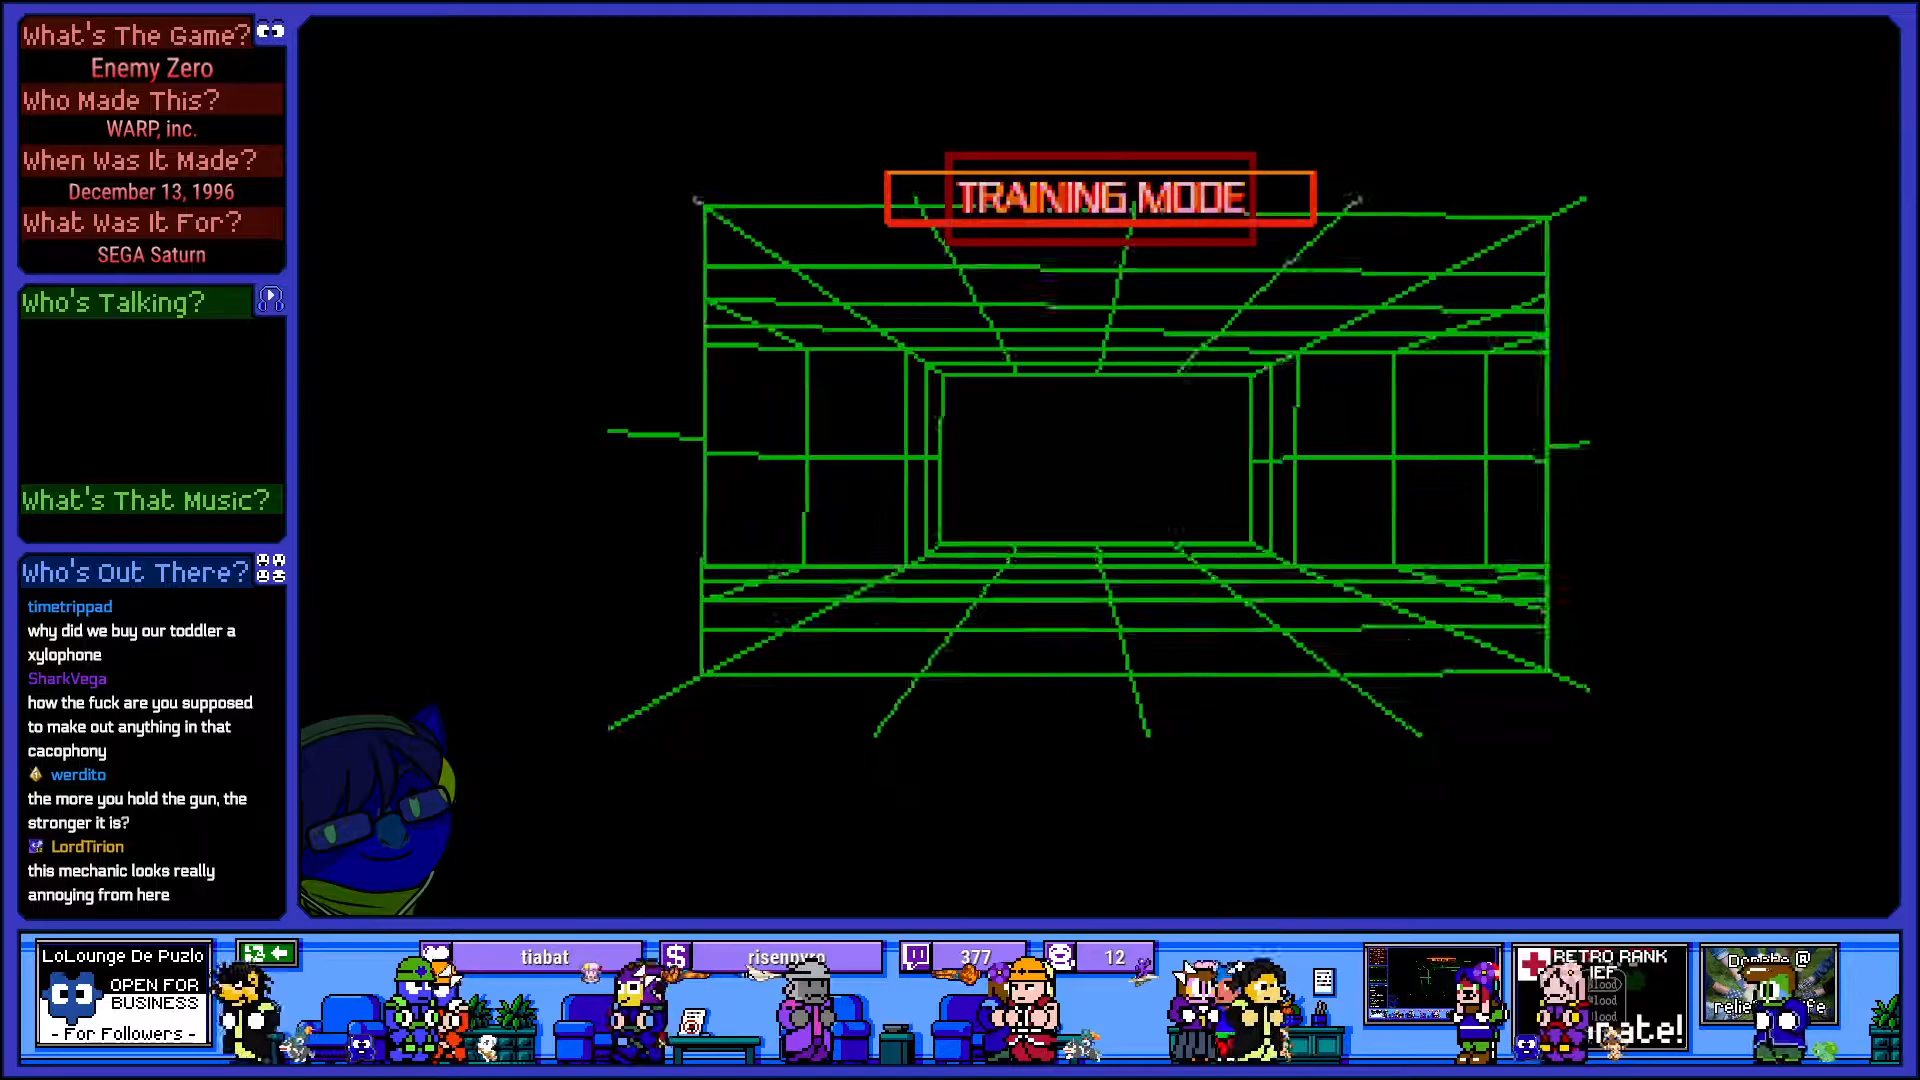 What's The Game?
Enemy Zero
Who Made This?
WARP, inc.
When Was It Made?
December 13, 1996
What Was It For?
SEGA Saturn
Who's Talking?
What's That Music?
Who's Out There?
timetrippad
why did we buy our toddler a
xylophone
SharkVega
how the fuck are you supposed
to make out anything in that
cacophony
werdito
the more you hold the gun, the
stronger it is?
LordTirion
this mechanic looks really
annoying from here
TRAINING MODE
LoLounge De Puzlo
OPEN FOR
BUSINESS
- For Followers -
tiabat
risenpyro
377
12
RETRO RANK